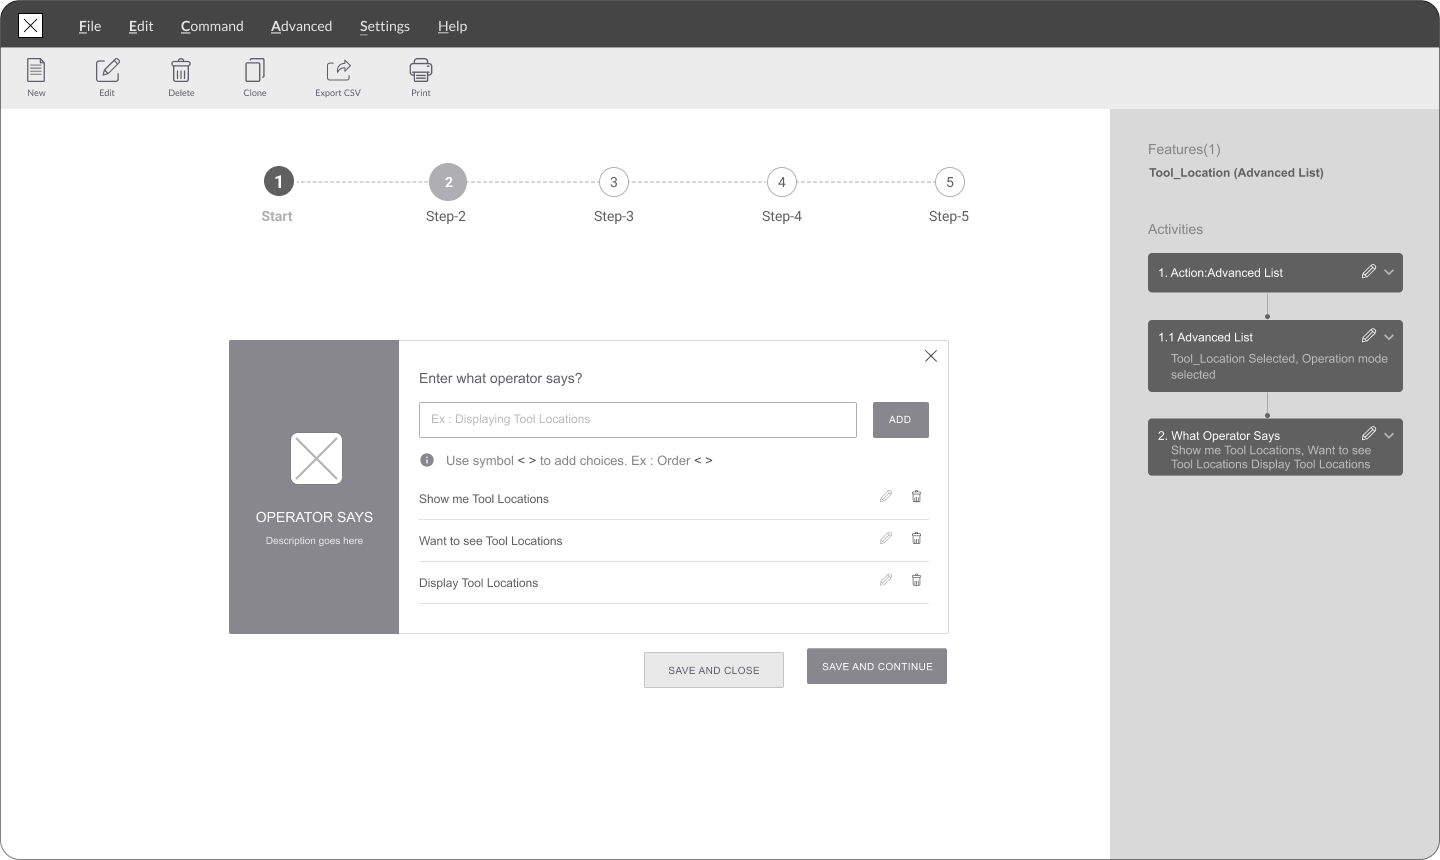 File Edit Command Advanced Settings Help
New Edit Delete Clone Export CSV Print
1 2 3 4 5
Start Step-2 Step-3 Step-4 Step-5
OPERATOR SAYS
Description goes here
Enter what operator says?
Ex : Displaying Tool Locations
ADD
Use symbol < > to add choices. Ex : Order < >
Show me Tool Locations
Want to see Tool Locations
Display Tool Locations
SAVE AND CLOSE
SAVE AND CONTINUE
Features(1)
Tool_Location (Advanced List)
Activities
1. Action:Advanced List
1.1 Advanced List
Tool_Location Selected, Operation mode
selected
2. What Operator Says
Show me Tool Locations, Want to see
Tool Locations Display Tool Locations